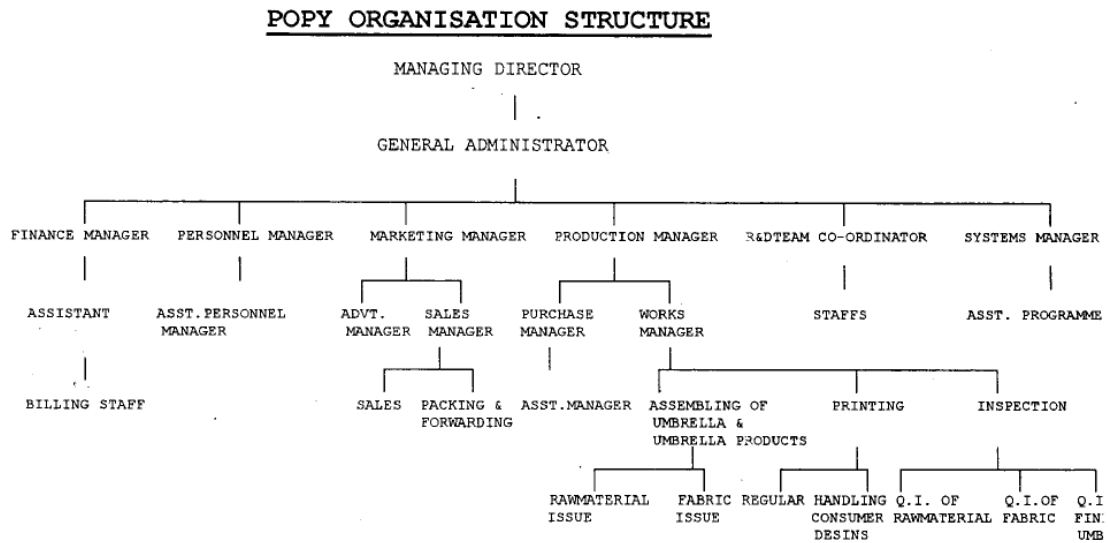 POPY ORGANISATION STRUCTURE
MANAGING DIRECTOR
GENERAL ADMINISTRATOR
FINANCE MANAGER PERSONNEL MANAGER MARKETING MANAGER PRODUCTION MANAGER R&DTEAM CO-ORDINATOR SYSTEMS MANAGER
ASSISTANT ASST.PERSONNEL ADVT. SALES PURCHASE WORKS STAFFS ASST. PROGRAMME
MANAGER MANAGER MANAGER MANAGER MANAGER
BILLING STAFF SALES PACKING & ASST.MANAGER ASSEMBLING OF PRINTING INSPECTION
FORWARDING UMBRELLA &
UMBRELLA PRODUCTS
RAWMATERIAL FABRIC REGULAR HANDLING Q.I. OF Q.I.OF Q.I.
ISSUE ISSUE CONSUMER RAWMATERIAL FABRIC FIN
DESINS UMB